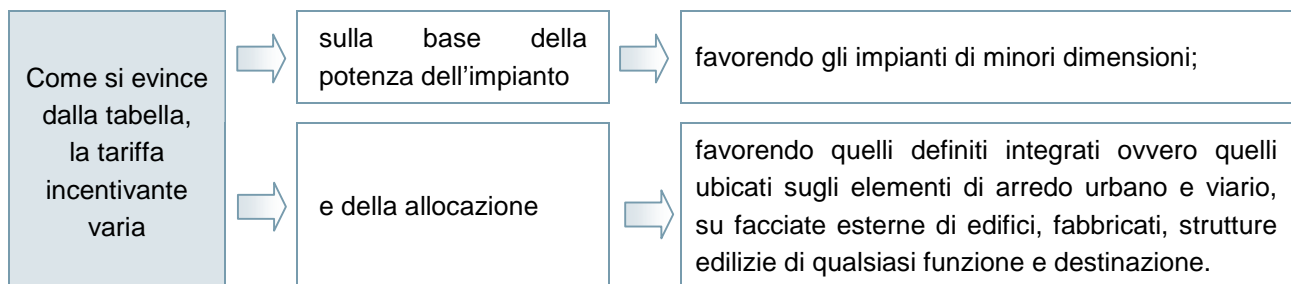 Come si evince
dalla tabella,
la tariffa
incentivante
varia
sulla base della
potenza dell'impianto
favorendo gli impianti di minori dimensioni;
e della allocazione
favorendo quelli definiti integrati ovvero quelli
ubicati sugli elementi di arredo urbano e viario,
su facciate esterne di edifici, fabbricati, strutture
edilizie di qualsiasi funzione e destinazione.